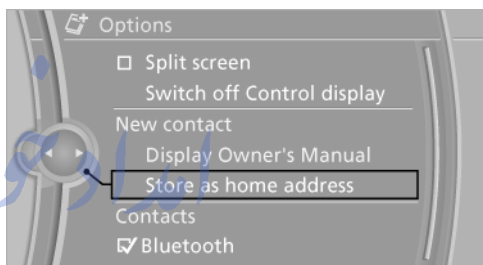 Options
Split screen
Switch off Control display
New contact
Display Owner's Manual
Store as home address
Contacts
Bluetooth